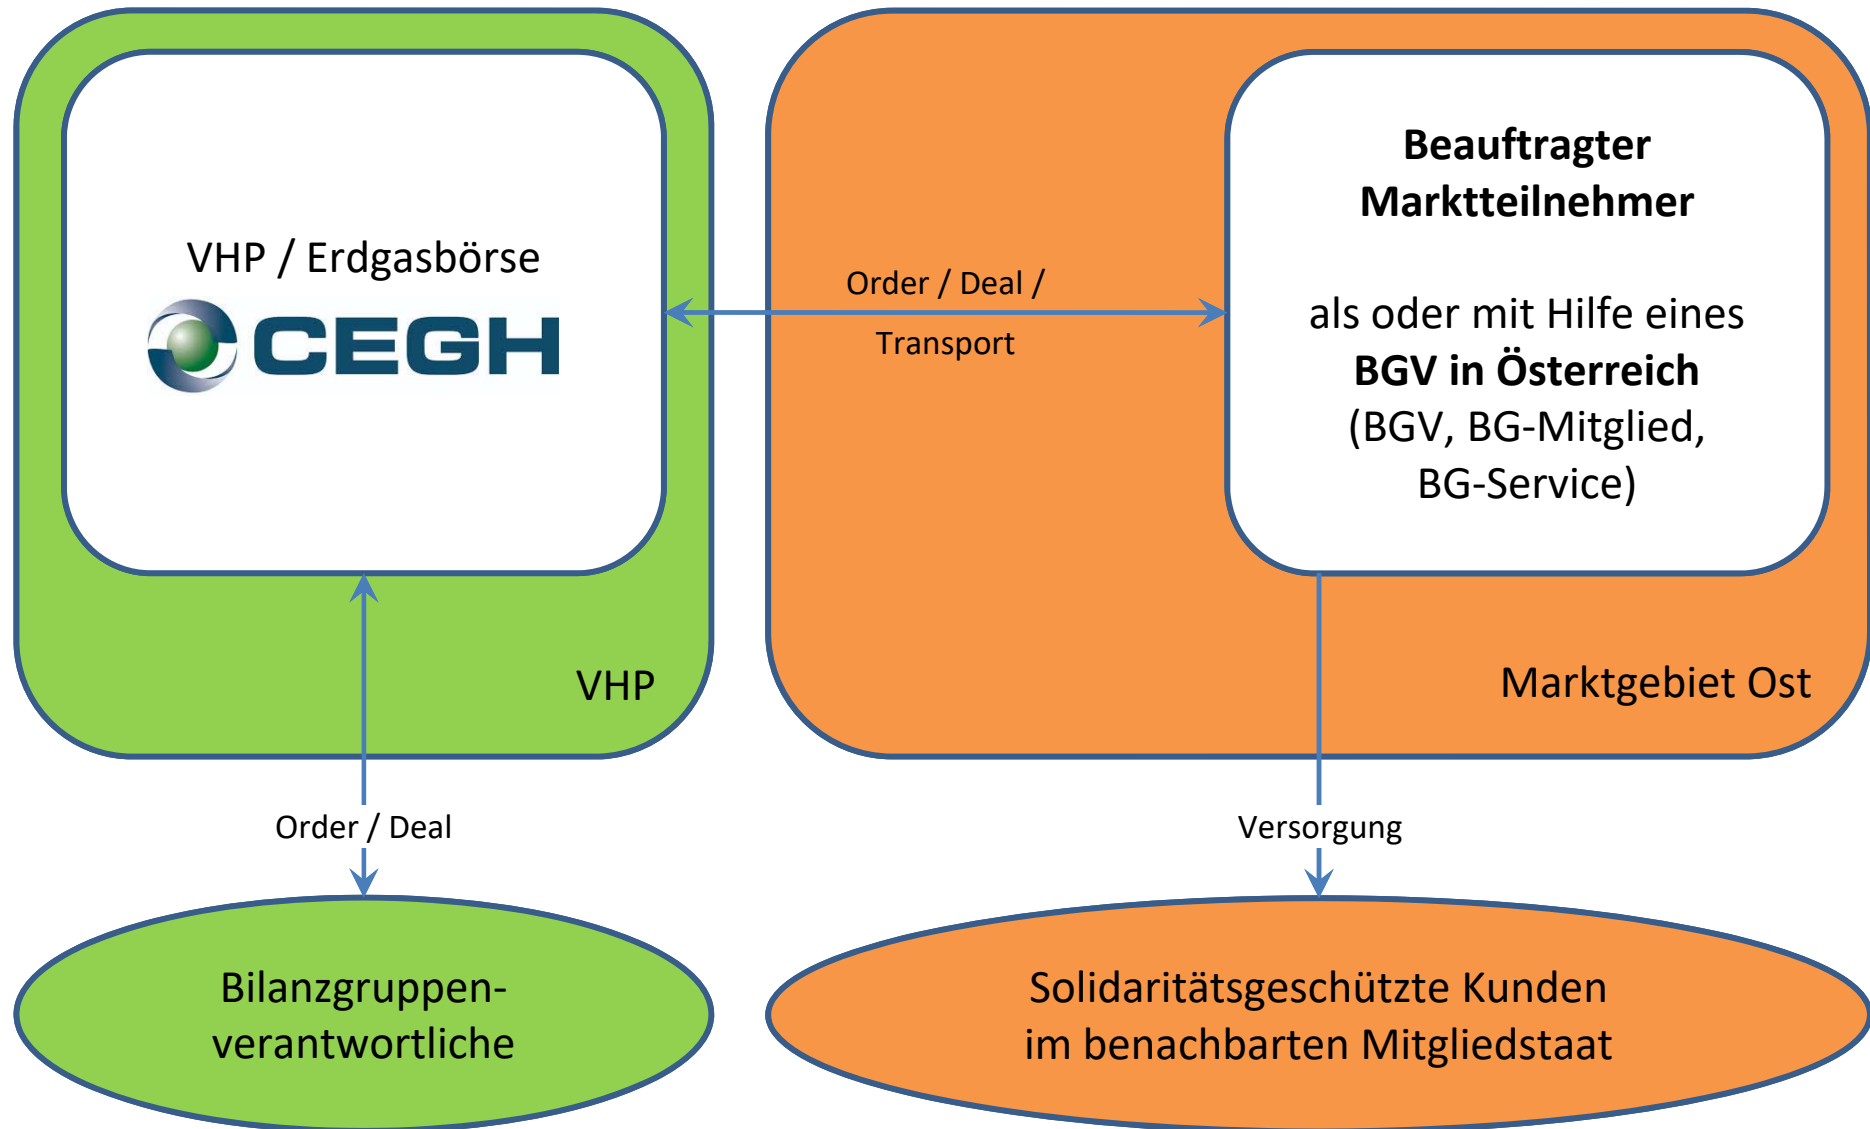 VHP / Erdgasbörse
CEGH
VHP
Order / Deal /
Transport
Beauftragter
Marktteilnehmer
als oder mit Hilfe eines
BGV in Österreich
(BGV, BG-Mitglied,
BG-Service)
Marktgebiet Ost
Order / Deal
Versorgung
Bilanzgruppen-
verantwortliche
Solidaritätsgeschützte Kunden
im benachbarten Mitgliedstaat